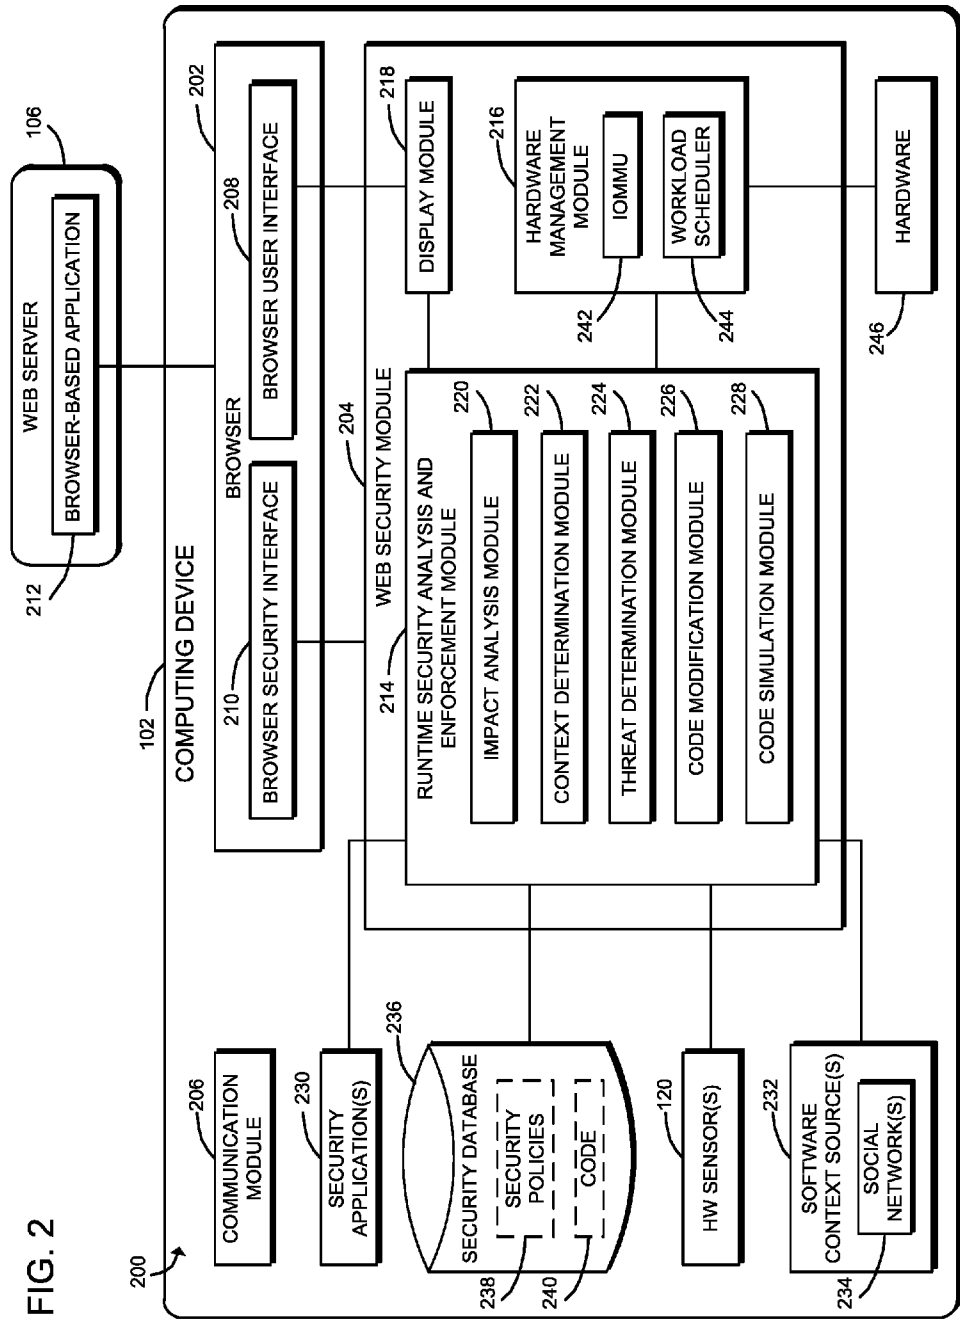 FIG. 2
200
WEB SERVER
106
BROWSER-BASED APPLICATION
212
102
COMPUTING DEVICE
206
COMMUNICATION
MODULE
230
SECURITY
APPLICATION(S)
236
SECURITY DATABASE
SECURITY
POLICIES
238
CODE
240
120
HW SENSOR(S)
232
SOFTWARE
CONTEXT SOURCE(S)
SOCIAL
NETWORK(S)
234
BROWSER
202
210
BROWSER SECURITY INTERFACE
208
BROWSER USER INTERFACE
204
WEB SECURITY MODULE
214
RUNTIME SECURITY ANALYSIS AND
ENFORCEMENT MODULE
220
IMPACT ANALYSIS MODULE
222
CONTEXT DETERMINATION MODULE
224
THREAT DETERMINATION MODULE
226
CODE MODIFICATION MODULE
228
CODE SIMULATION MODULE
218
DISPLAY MODULE
216
HARDWARE
MANAGEMENT
MODULE
IOMMU
242
WORKLOAD
SCHEDULER
244
HARDWARE
246